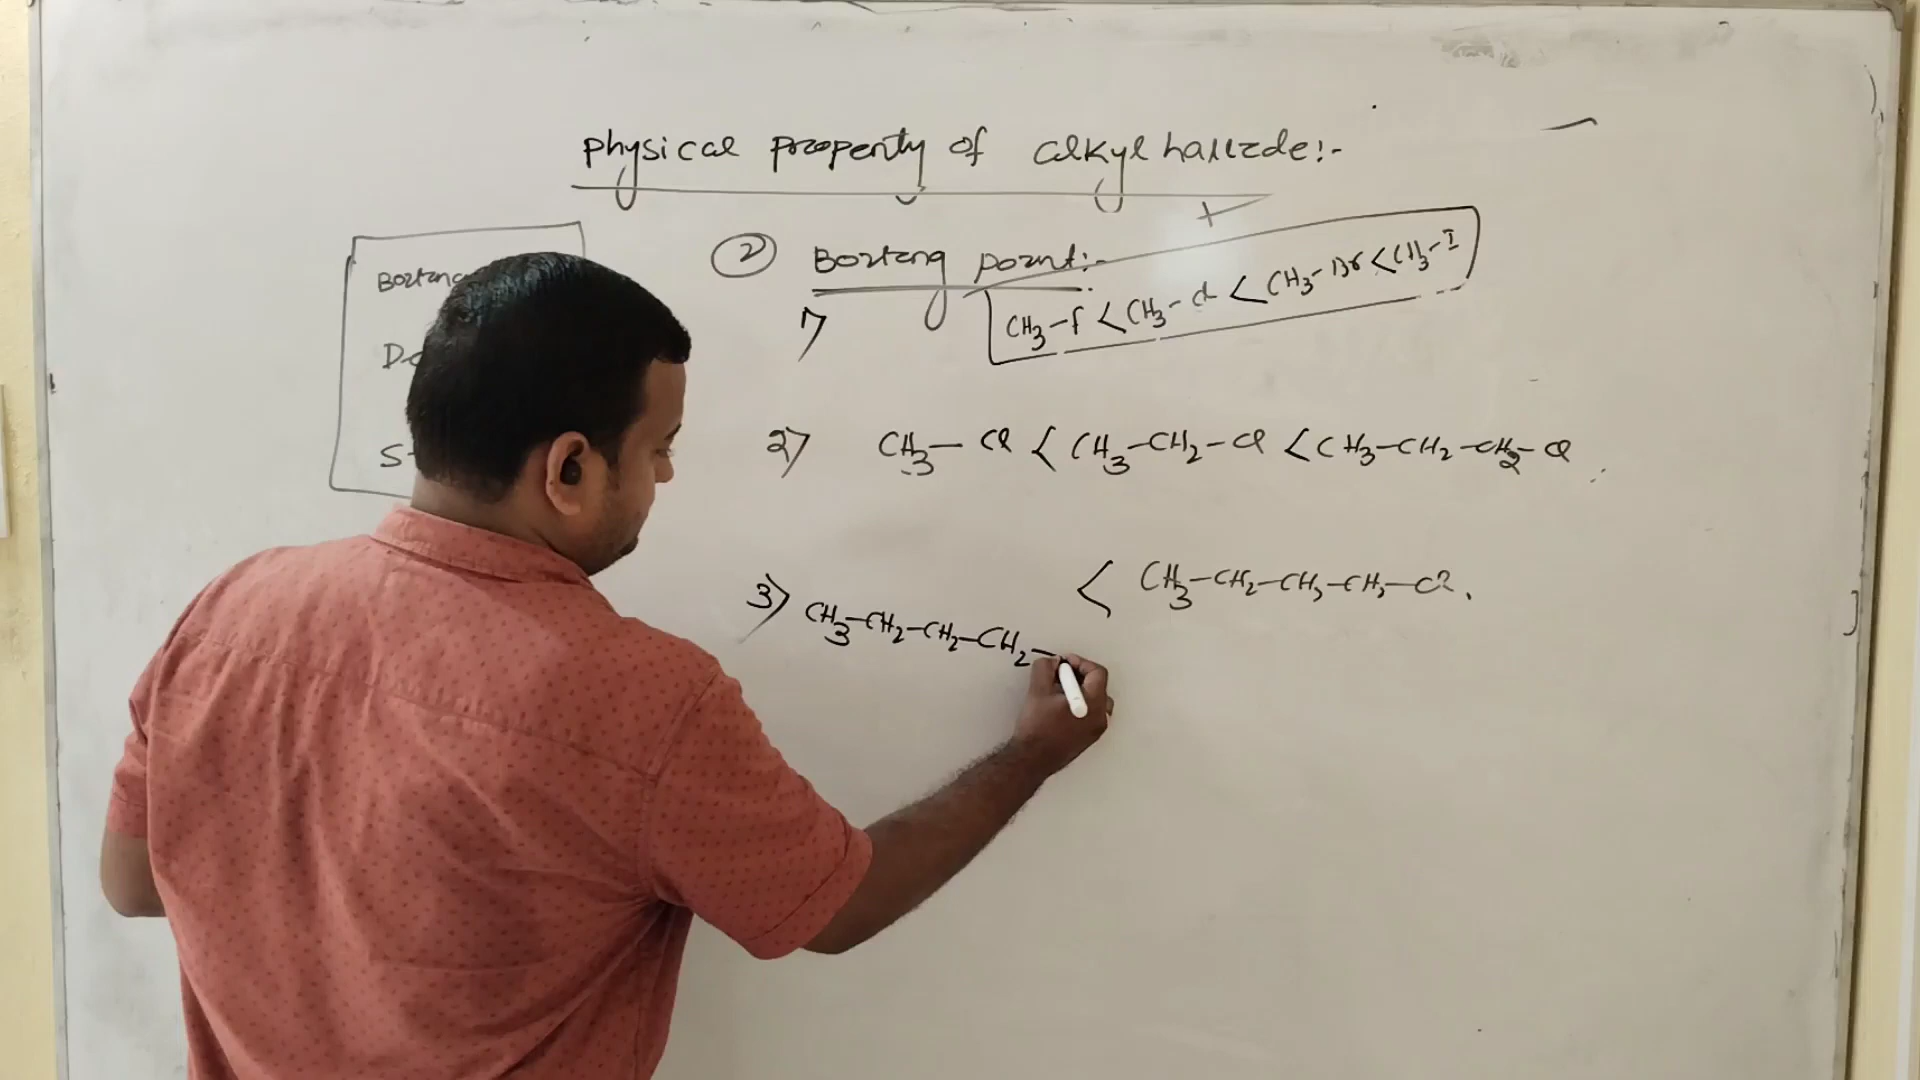 physical property of alkyl halide:-
② Boiling point:-
1) CH3-F < CH3-Cl < CH3-Br < CH3-I
2) CH3-Cl < CH3-CH2-Cl < CH3-CH2-CH2-Cl
< CH3-CH2-CH2-CH2-Cl.
3) CH3-CH2-CH2-CH2-